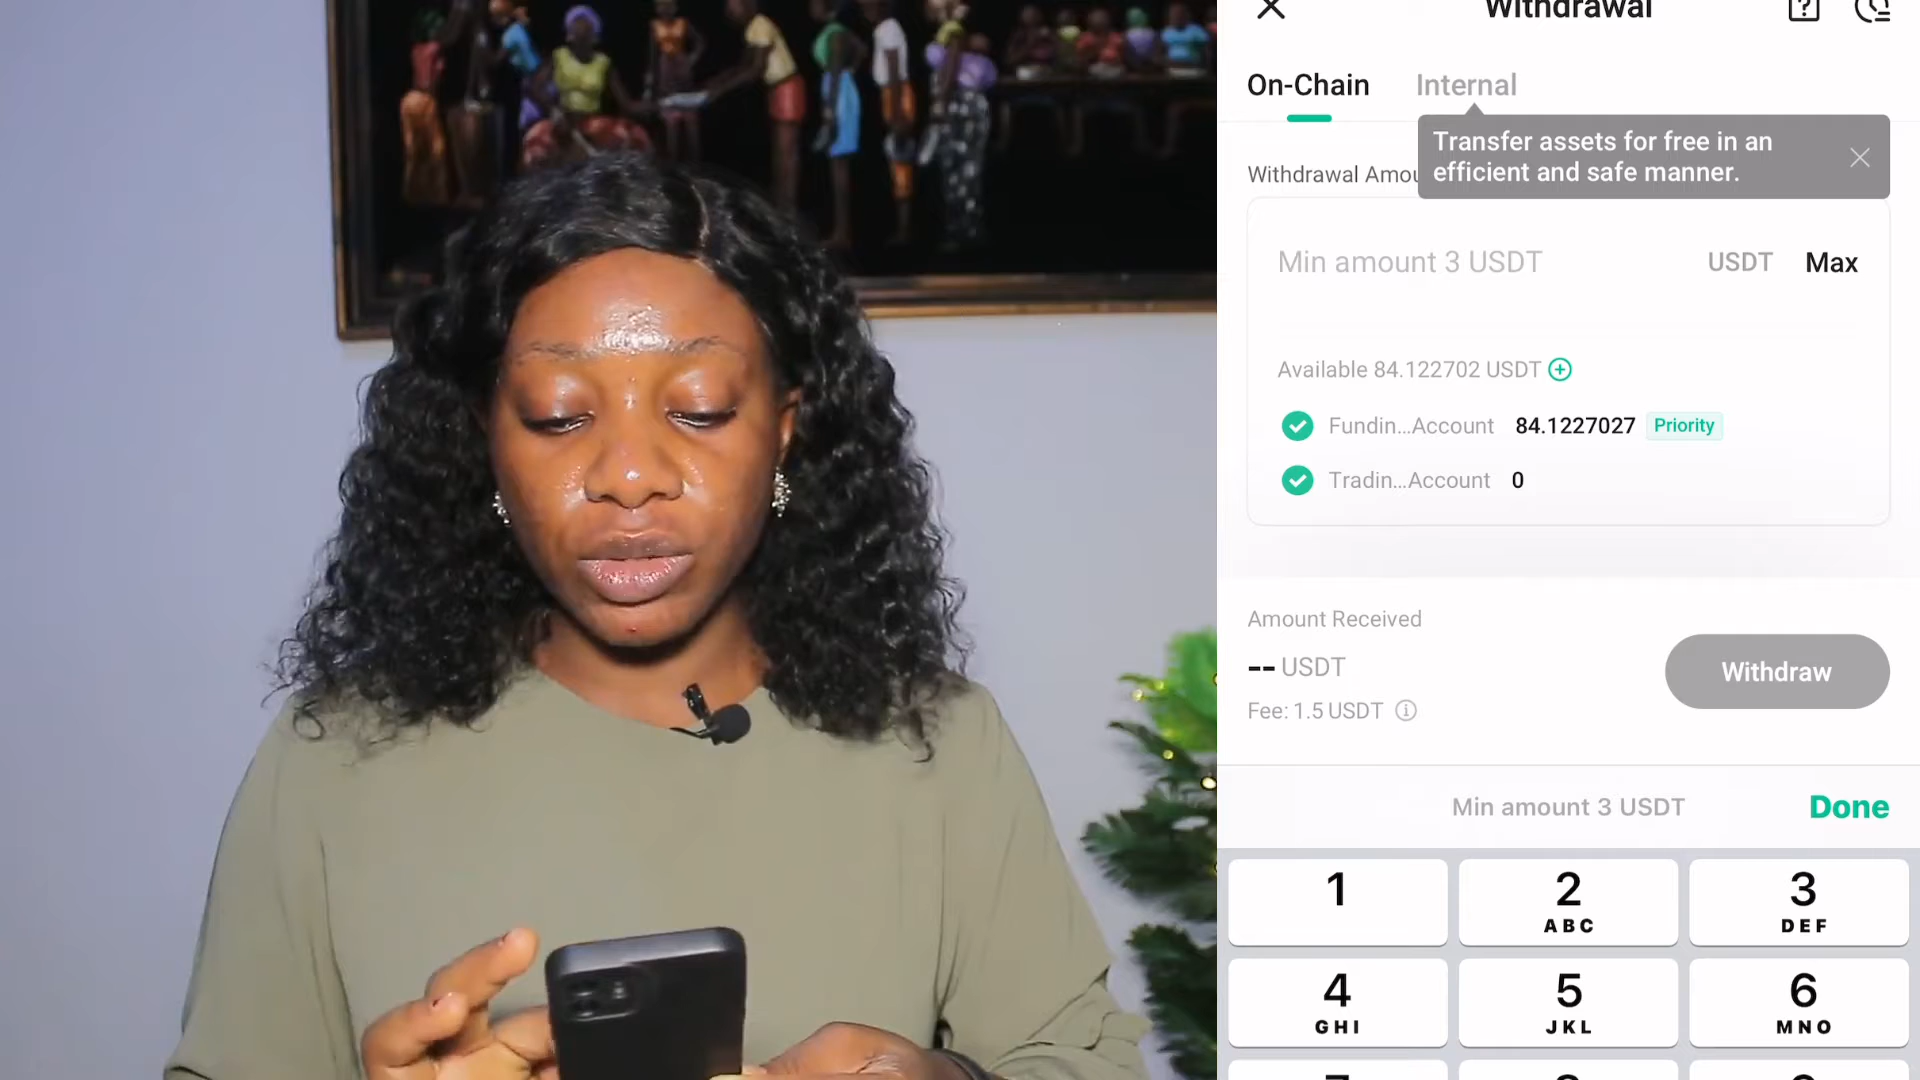 Withdrawal
On-Chain
Internal
Transfer assets for free in an
efficient and safe manner.
Withdrawal Amou
Min amount 3 USDT
USDT
Max
Available 84.122702 USDT
Fundin...Account 84.1227027 Priority
Tradin...Account 0
Amount Received
-- USDT
Withdraw
Fee: 1.5 USDT
Min amount 3 USDT
Done
1
2
ABC
3
DEF
4
GHI
5
JKL
6
MNO